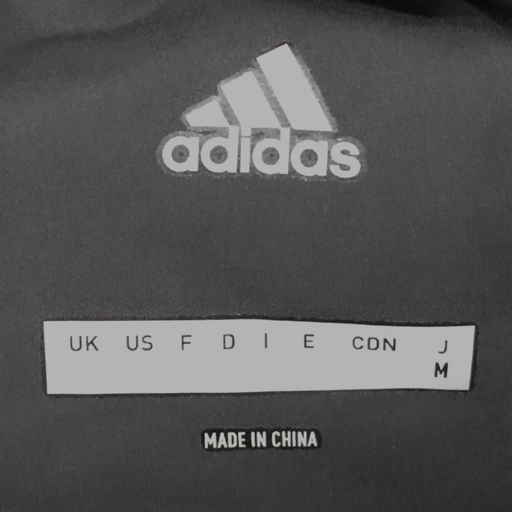 adidas
UK US F D I E CDN J
M
MADE IN CHINA